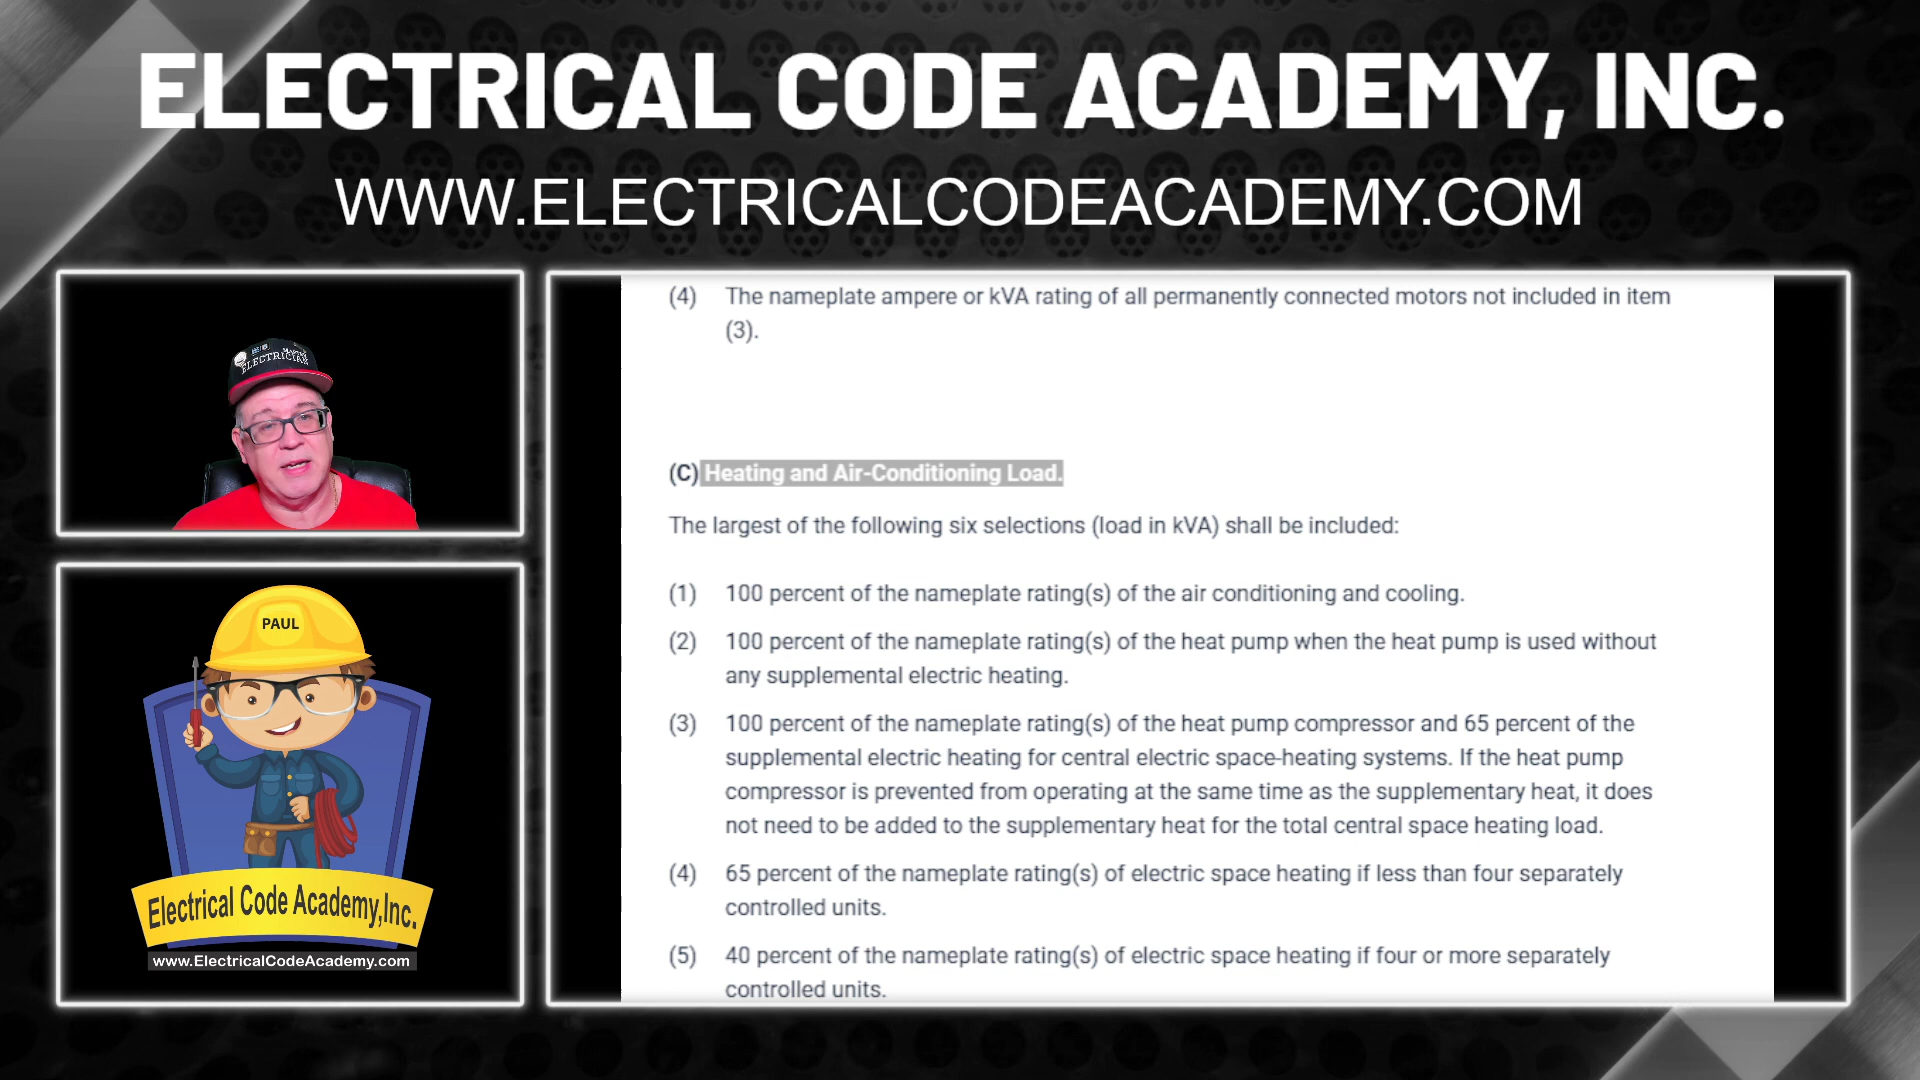 ELECTRICAL CODE ACADEMY, INC.
WWW.ELECTRICALCODEACADEMY.COM
MASTER
ELECTRICIAN
PAUL
Electrical Code Academy,Inc.
www.ElectricalCodeAcademy.com
(4) The nameplate ampere or kVA rating of all permanently connected motors not included in item
(3).
(C) Heating and Air-Conditioning Load.
The largest of the following six selections (load in kVA) shall be included:
(1) 100 percent of the nameplate rating(s) of the air conditioning and cooling.
(2) 100 percent of the nameplate rating(s) of the heat pump when the heat pump is used without
any supplemental electric heating.
(3) 100 percent of the nameplate rating(s) of the heat pump compressor and 65 percent of the
supplemental electric heating for central electric space-heating systems. If the heat pump
compressor is prevented from operating at the same time as the supplementary heat, it does
not need to be added to the supplementary heat for the total central space heating load.
(4) 65 percent of the nameplate rating(s) of electric space heating if less than four separately
controlled units.
(5) 40 percent of the nameplate rating(s) of electric space heating if four or more separately
controlled units.